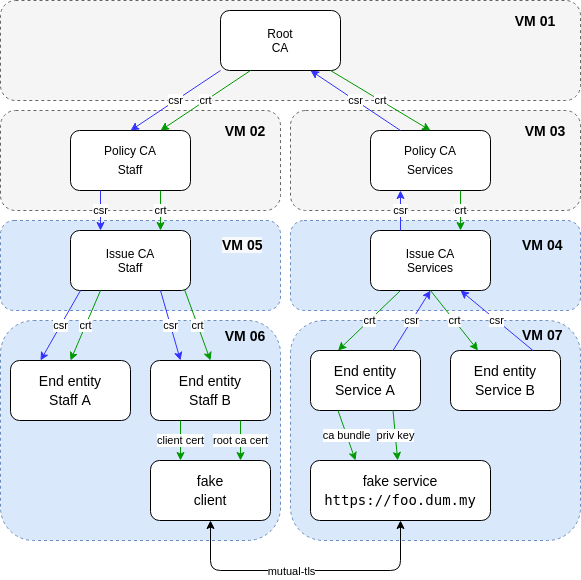 VM 01
Root
CA
csr
crt
csr
crt
VM 02
VM 03
Policy CA
Staff
Policy CA
Services
csr
crt
csr
crt
VM 05
VM 04
Issue CA
Staff
Issue CA
Services
csr
crt
csr
crt
crt
csr
crt
csr
VM 06
VM 07
End entity
Staff A
End entity
Staff B
End entity
Service A
End entity
Service B
client cert
root ca cert
ca bundle
priv key
fake
client
fake service
https://foo.dum.my
mutual-tls